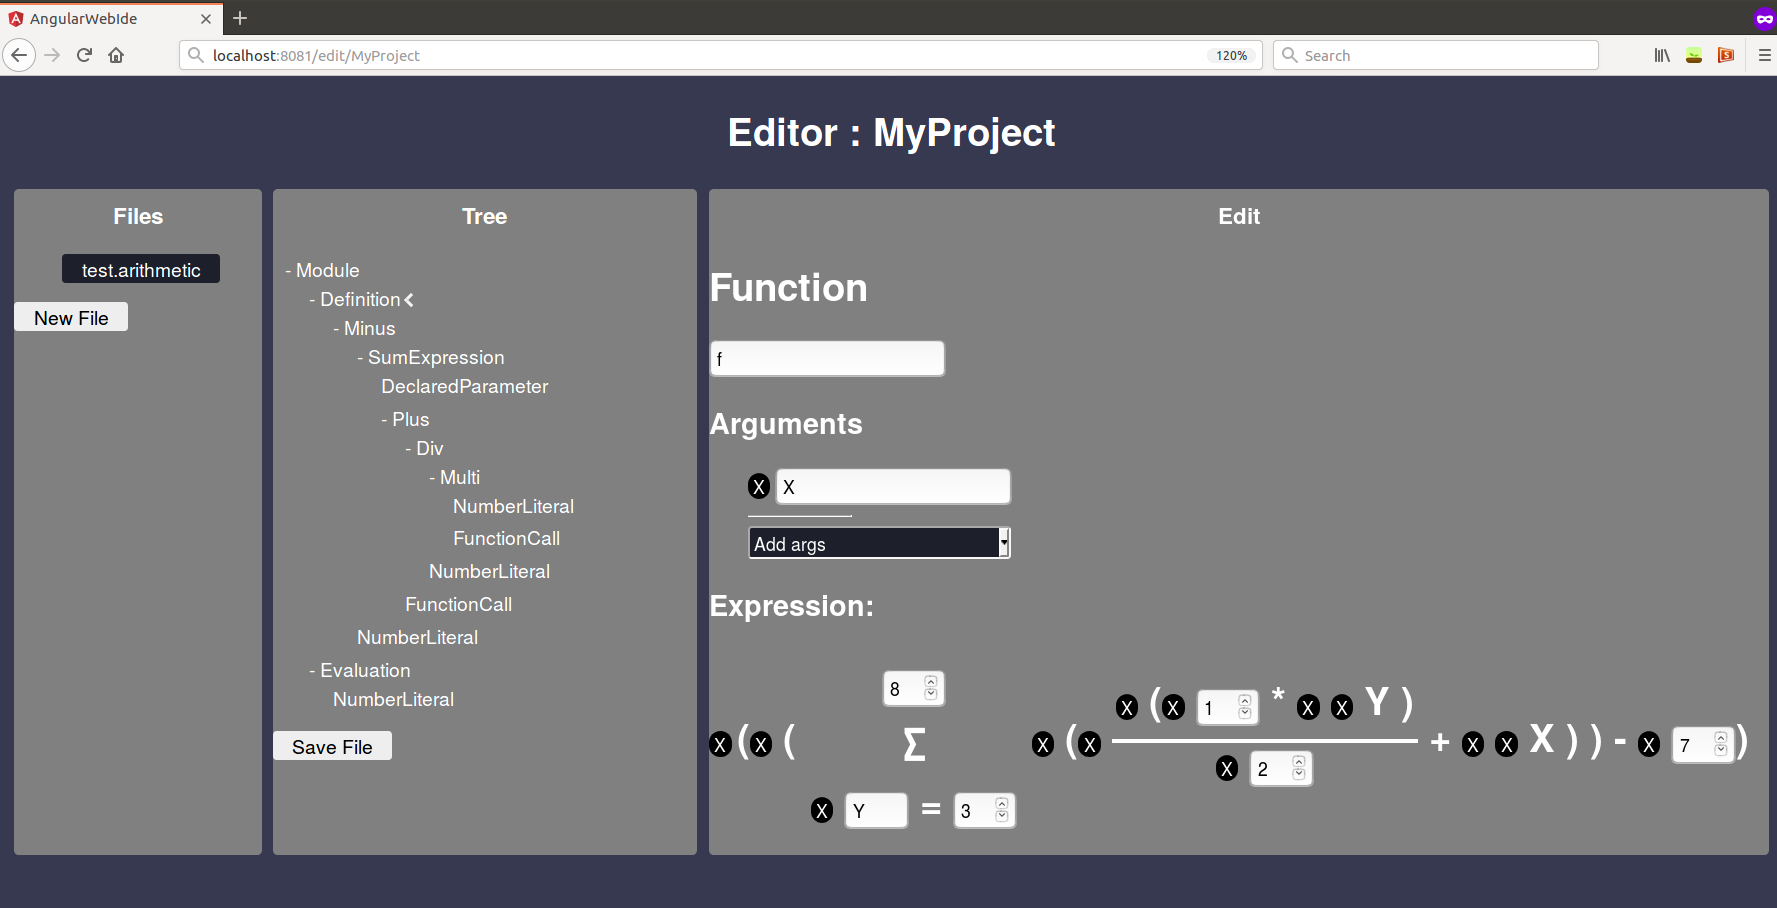 AngularWebIde
localhost:8081/edit/MyProject
120%
Search
Editor : MyProject
Files
test.arithmetic
New File
Tree
- Module
- Definition
- Minus
- SumExpression
DeclaredParameter
- Plus
- Div
- Multi
NumberLiteral
FunctionCall
NumberLiteral
FunctionCall
NumberLiteral
- Evaluation
NumberLiteral
Save File
Edit
Function
f
Arguments
X X
Add args
Expression:
8
X ( X 1 * X X Y )
X ( X ( Σ X ( X + X X X ) ) - X 7 )
X 2
X Y = 3